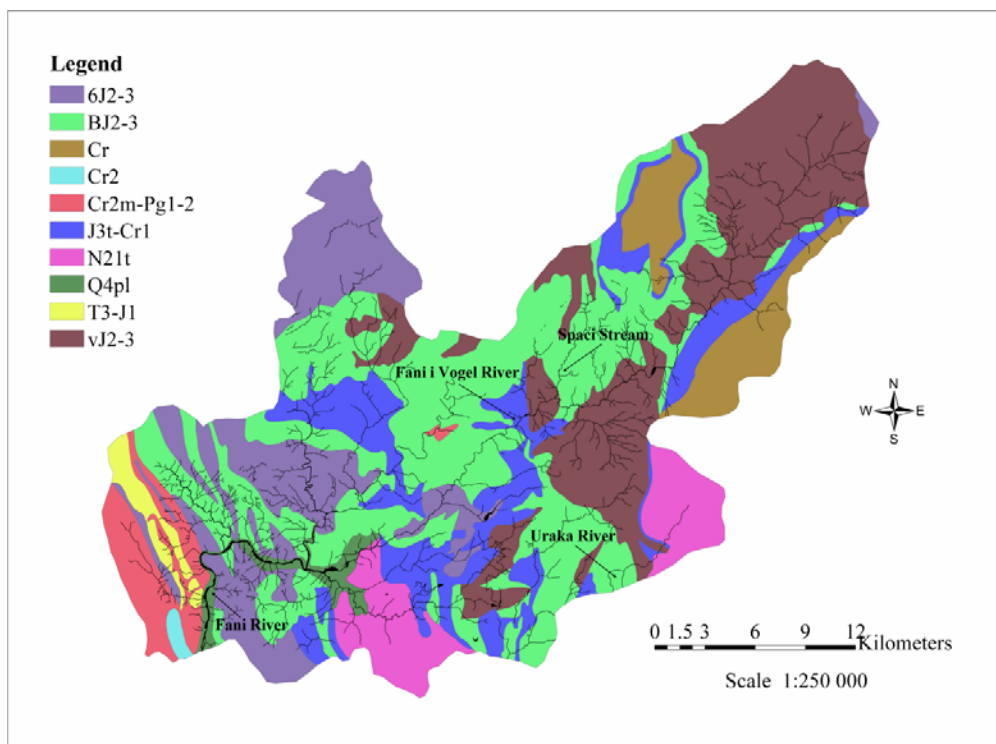 Legend
6J2-3
BJ2-3
Cr
Cr2
Cr2m-Pg1-2
J3t-Cr1
N21t
Q4pl
T3-J1
vJ2-3
Spaci Stream
Fani i Vogel River
Uraka River
Fani River
N
W E
S
0 1.5 3 6 9 12
Kilometers
Scale 1:250 000